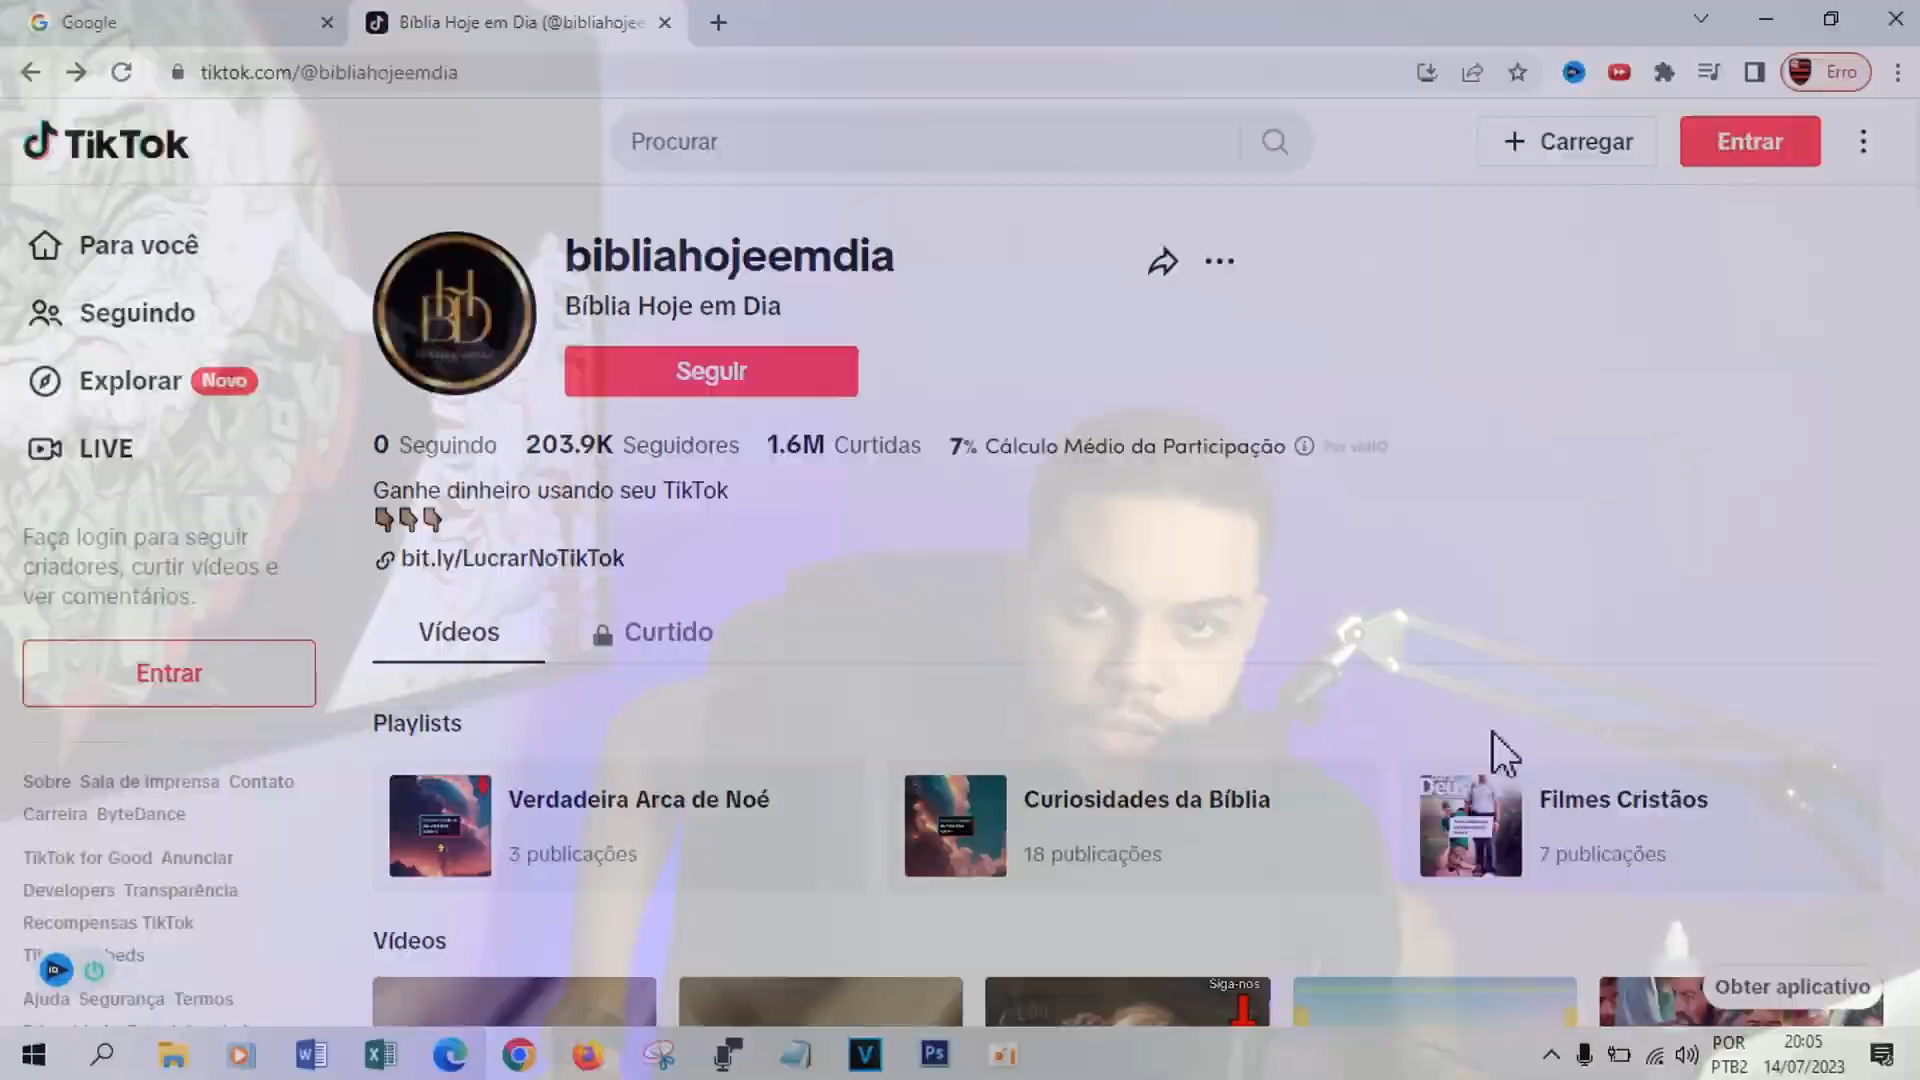 Google
Bíblia Hoje em Dia (@bibliahojee
tiktok.com/@bibliahojeemdia
Erro
TikTok
Procurar
Carregar
Entrar
Para você
Seguindo
Explorar Novo
LIVE
Faça login para seguir
criadores, curtir vídeos e
ver comentários.
Entrar
Sobre Sala de imprensa Contato
Carreira ByteDance
TikTok for Good Anunciar
Developers Transparência
Recompensas TikTok
Ajuda Segurança Termos
bibliahojeemdia
Bíblia Hoje em Dia
Seguir
0 Seguindo 203.9K Seguidores 1.6M Curtidas 7% Cálculo Médio da Participação Por vidIQ
Ganhe dinheiro usando seu TikTok
bit.ly/LucrarNoTikTok
Vídeos Curtido
Playlists
Verdadeira Arca de Noé
3 publicações
Curiosidades da Bíblia
18 publicações
Filmes Cristãos
7 publicações
Vídeos
Siga-nos
Obter aplicativo
POR
PTB2
20:05
14/07/2023